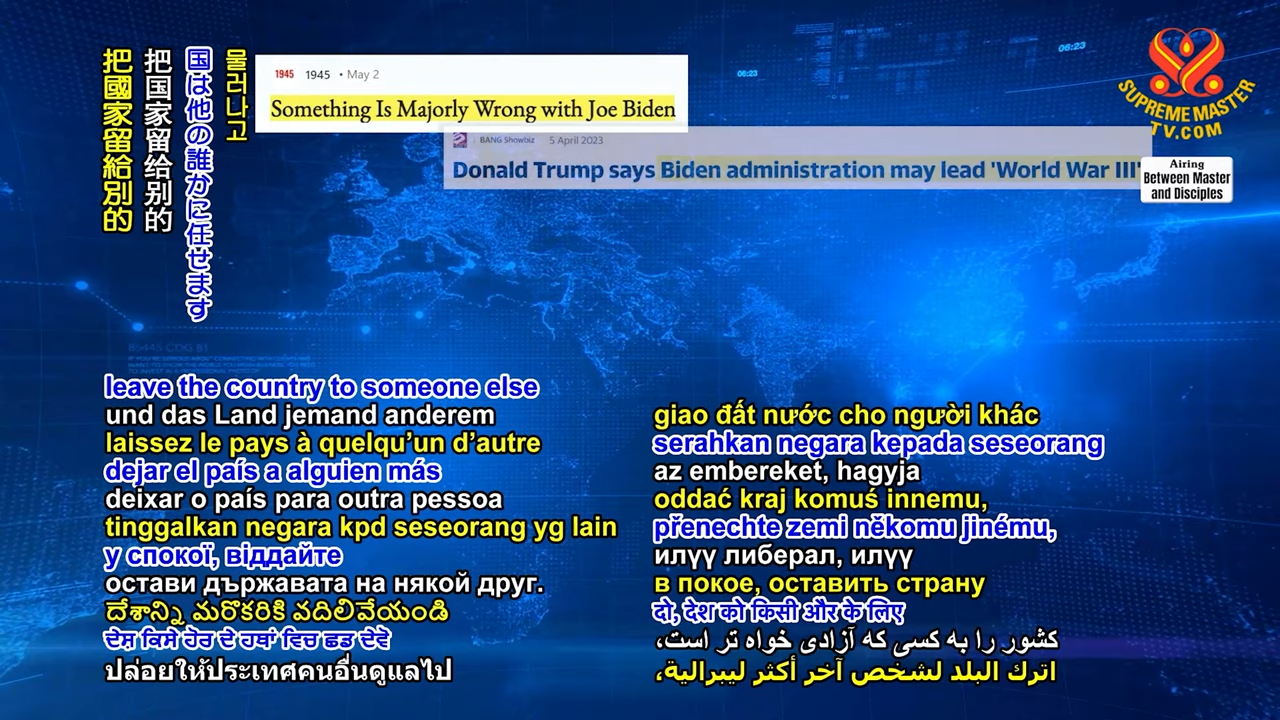 把國家留給別的
把国家留给别的
国は他の誰かに任せます
물러나고
1945 1945 • May 2
Something Is Majorly Wrong with Joe Biden
BANG Showbiz 5 April 2023
Donald Trump says Biden administration may lead 'World War III'
06:23
06:23
SUPREME MASTER
TV.COM
Airing
Between Master
and Disciples
85445.CDG B1
leave the country to someone else
und das Land jemand anderem
laissez le pays à quelqu'un d'autre
dejar el país a alguien más
deixar o país para outra pessoa
tinggalkan negara kpd seseorang yg lain
у спокої, віддайте
остави държавата на някой друг.
దేశాన్ని మరొకరికి వదిలివేయండి
ਦੇਸ਼ ਕਿਸੇ ਹੋਰ ਦੇ ਹਥਾਂ ਵਿਚ ਛਡ ਦੇਵੋ
ปล่อยให้ประเทศคนอื่นดูแลไป
giao đất nước cho người khác
serahkan negara kepada seseorang
az embereket, hagyja
oddać kraj komuś innemu,
přenechte zemi někomu jinému,
илүү либерал, илүү
в покое, оставить страну
दो, देश को किसी और के लिए
کشور را به کسی که آزادی خواه تر است،
اترك البلد لشخص آخر أكثر ليبرالية،